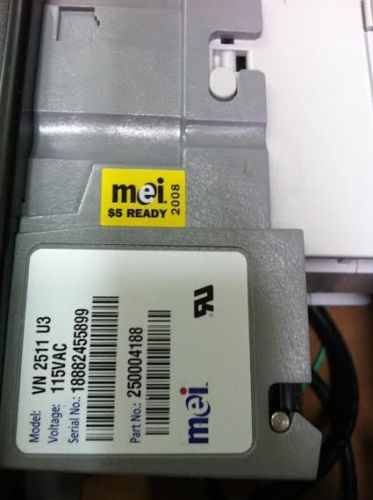 mei
$5 READY 2008
Model: VN 2511 U3
Voltage: 115VAC
Serial No.: 18882455899
Part No.: 250004188
mei